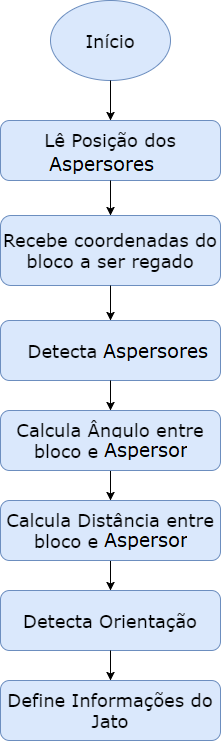 Início
Lê Posição dos
Aspersores
Recebe coordenadas do
bloco a ser regado
Detecta Aspersores
Calcula Ângulo entre
bloco e Aspersor
Calcula Distância entre
bloco e Aspersor
Detecta Orientação
Define Informações do
Jato